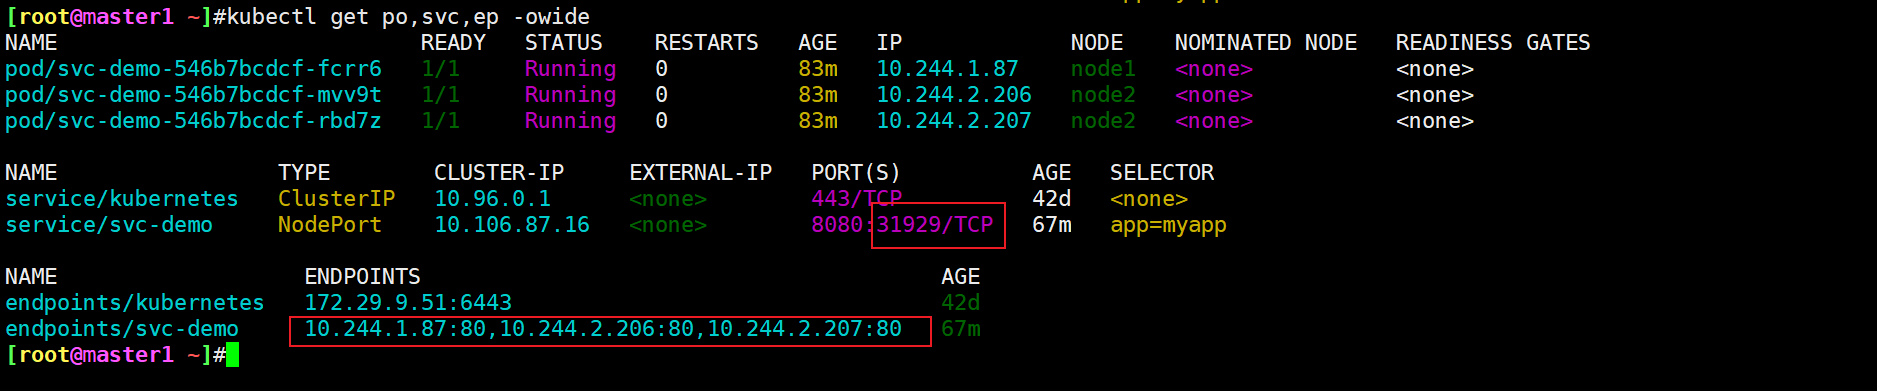 [root@master1 ~]#kubectl get po,svc,ep -owide
NAME READY STATUS RESTARTS AGE IP NODE NOMINATED NODE READINESS GATES
pod/svc-demo-546b7bcdcf-fcrr6 1/1 Running 0 83m 10.244.1.87 node1 <none> <none>
pod/svc-demo-546b7bcdcf-mvv9t 1/1 Running 0 83m 10.244.2.206 node2 <none> <none>
pod/svc-demo-546b7bcdcf-rbd7z 1/1 Running 0 83m 10.244.2.207 node2 <none> <none>
NAME TYPE CLUSTER-IP EXTERNAL-IP PORT(S) AGE SELECTOR
service/kubernetes ClusterIP 10.96.0.1 <none> 443/TCP 42d <none>
service/svc-demo NodePort 10.106.87.16 <none> 8080:31929/TCP 67m app=myapp
NAME ENDPOINTS AGE
endpoints/kubernetes 172.29.9.51:6443 42d
endpoints/svc-demo 10.244.1.87:80,10.244.2.206:80,10.244.2.207:80 67m
[root@master1 ~]#